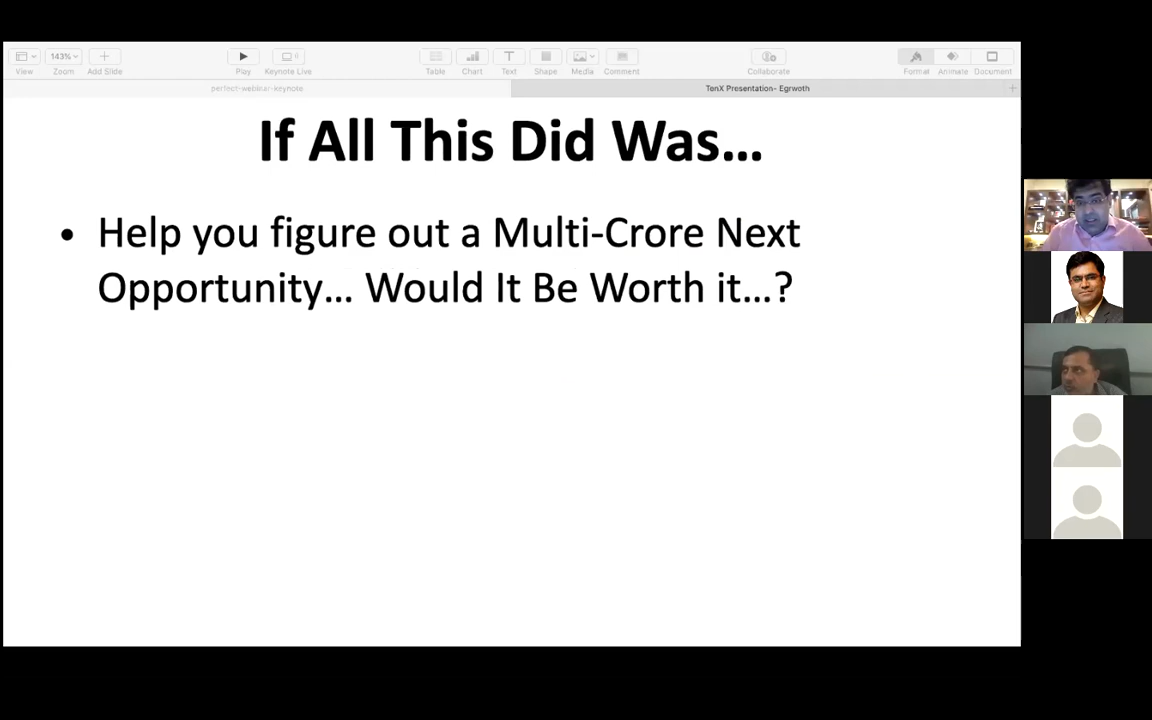 143%
View
Zoom
Add Slide
Play
Keynote Live
Table
Chart
Text
Shape
Media
Comment
Collaborate
Format
Animate
Document
perfect-webinar-keynote
TenX Presentation- Egrwoth
If All This Did Was...
• Help you figure out a Multi-Crore Next
Opportunity... Would It Be Worth it...?